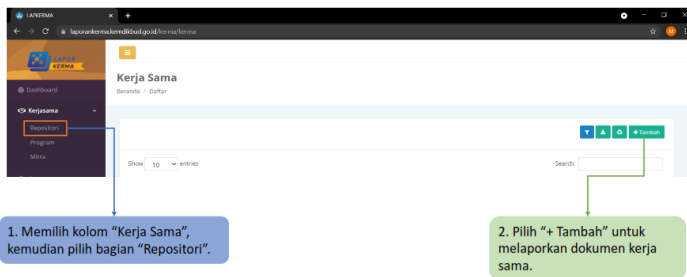 LAPKERMA
laporankerma.kemdikbud.go.id/kerma/kerma
M
LAPOR
KERMA
Kerja Sama
Beranda / Daftar
Dashboard
Kerjasama
Repositori
Program
Mitra
+Tambah
Show 10 entries
Search:
1. Memilih kolom “Kerja Sama”,
kemudian pilih bagian “Repositori”.
2. Pilih “+ Tambah” untuk
melaporkan dokumen kerja
sama.